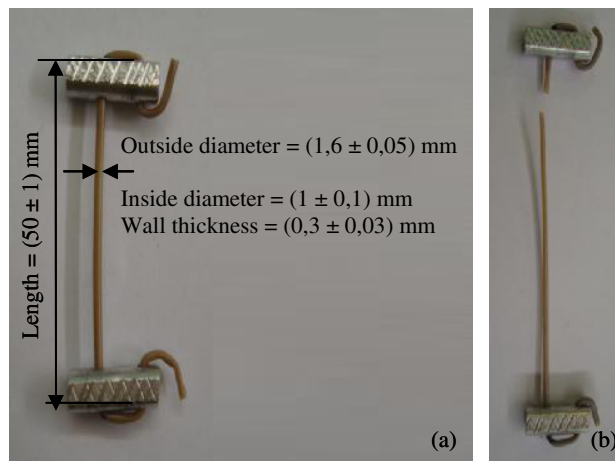 Length = (50 ± 1) mm
Outside diameter = (1,6 ± 0,05) mm
Inside diameter = (1 ± 0,1) mm
Wall thickness = (0,3 ± 0,03) mm
(a)
(b)